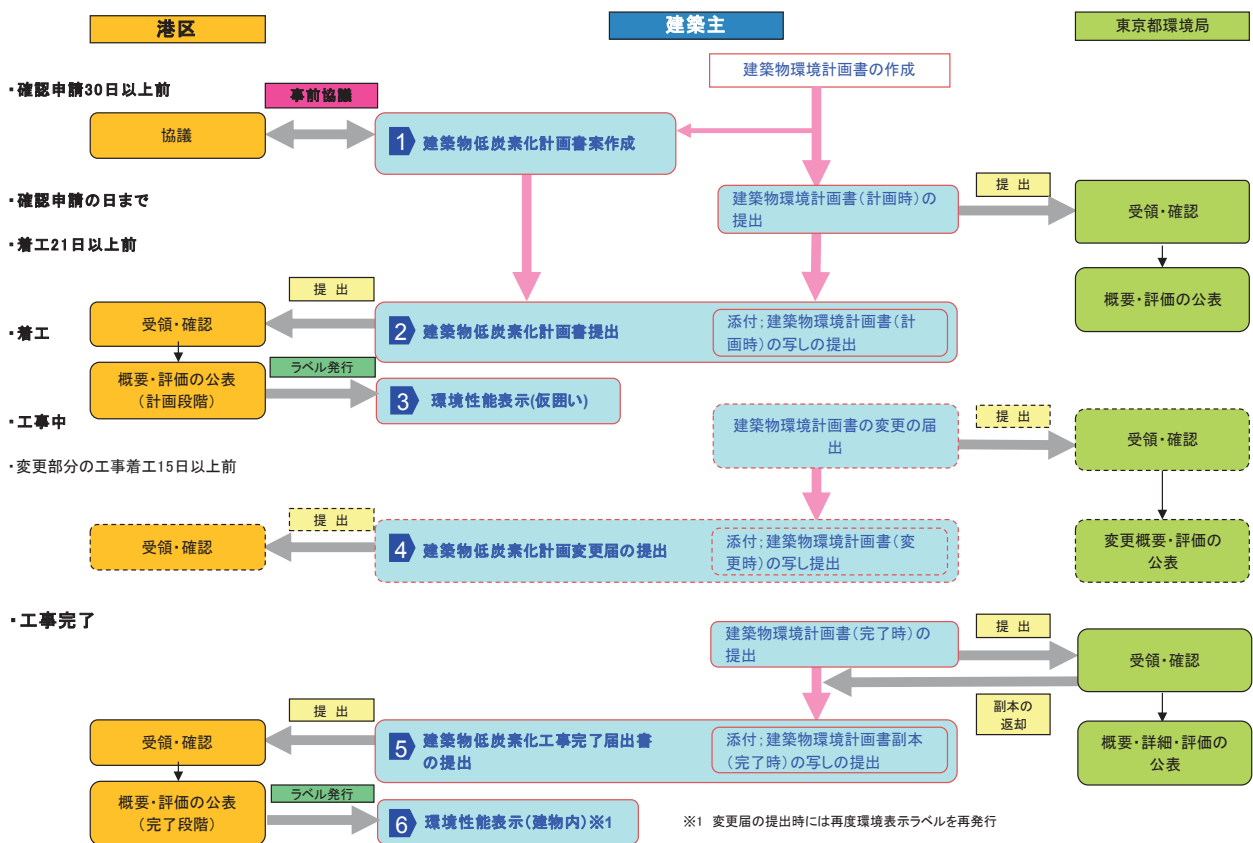 港区
建築主
東京都環境局
建築物環境計画書の作成
・確認申請30日以上前
事前協議
協議
1 建築物低炭素化計画書案作成
・確認申請の日まで
建築物環境計画書(計画時)の
提出
提 出
受領・確認
・着工21日以上前
概要・評価の公表
提 出
・着工
受領・確認
2 建築物低炭素化計画書提出
添付;建築物環境計画書(計
画時)の写しの提出
概要・評価の公表
(計画段階)
ラベル発行
3 環境性能表示(仮囲い)
・工事中
建築物環境計画書の変更の届
出
提 出
受領・確認
・変更部分の工事着工15日以上前
提 出
受領・確認
4 建築物低炭素化計画変更届の提出
添付;建築物環境計画書(変
更時)の写し提出
変更概要・評価の
公表
・工事完了
建築物環境計画書(完了時)の
提出
提 出
受領・確認
副本の
返却
提 出
受領・確認
5 建築物低炭素化工事完了届出書
の提出
添付;建築物環境計画書副本
(完了時)の写しの提出
概要・詳細・評価の
公表
概要・評価の公表
(完了段階)
ラベル発行
6 環境性能表示(建物内)※1
※1 変更届の提出時には再度環境表示ラベルを再発行